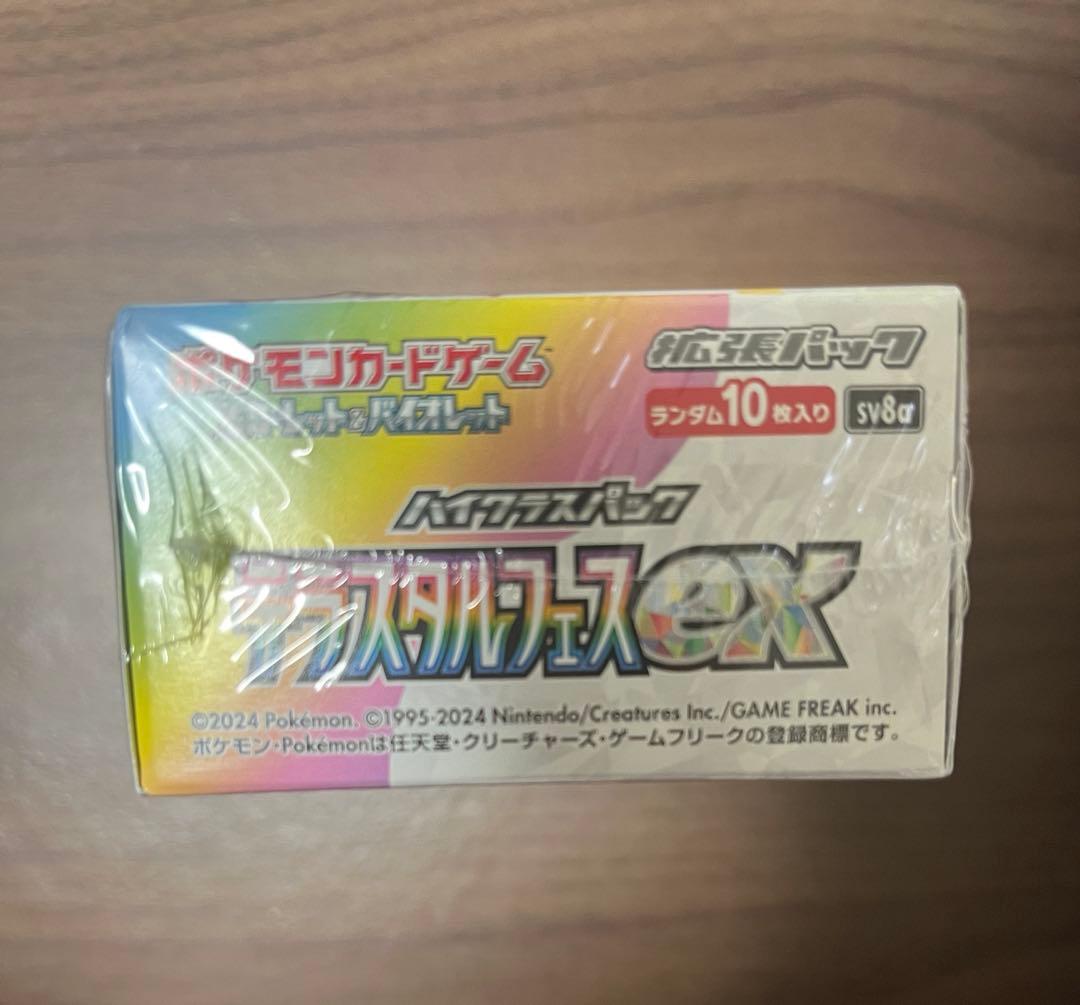 ポケモンカードゲーム
スカーレット&バイオレット
拡張パック
ランダム10枚入り
sv8a
ハイクラスパック
テラスタルフェスex
©2024 Pokémon. ©1995-2024 Nintendo/Creatures Inc./GAME FREAK inc.
ポケモン・Pokémonは任天堂・クリーチャーズ・ゲームフリークの登録商標です。